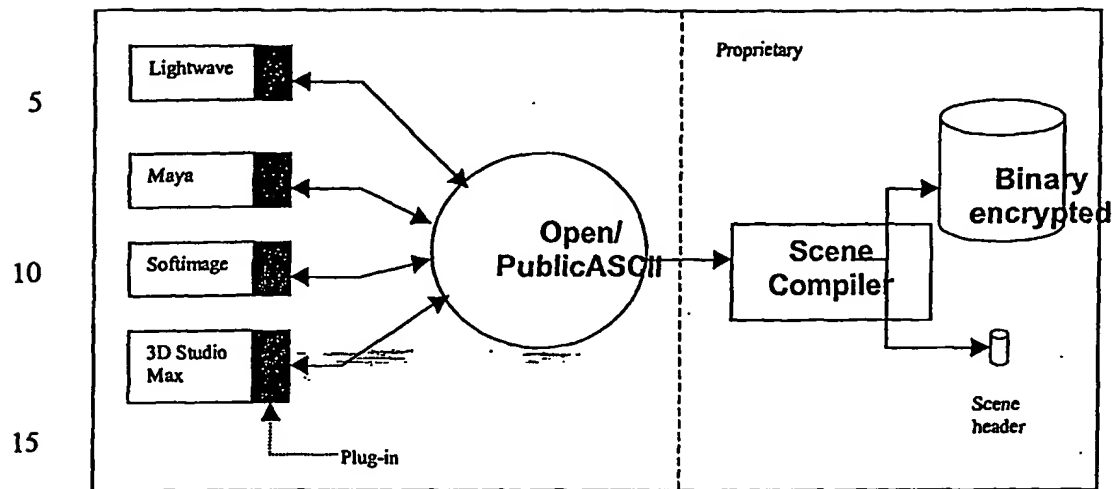 Proprietary
Lightwave
5
Maya
Binary
encrypted
Open/
PublicASCII
Scene
Compiler
Softimage
10
3D Studio
Max
Scene
header
15
Plug-in